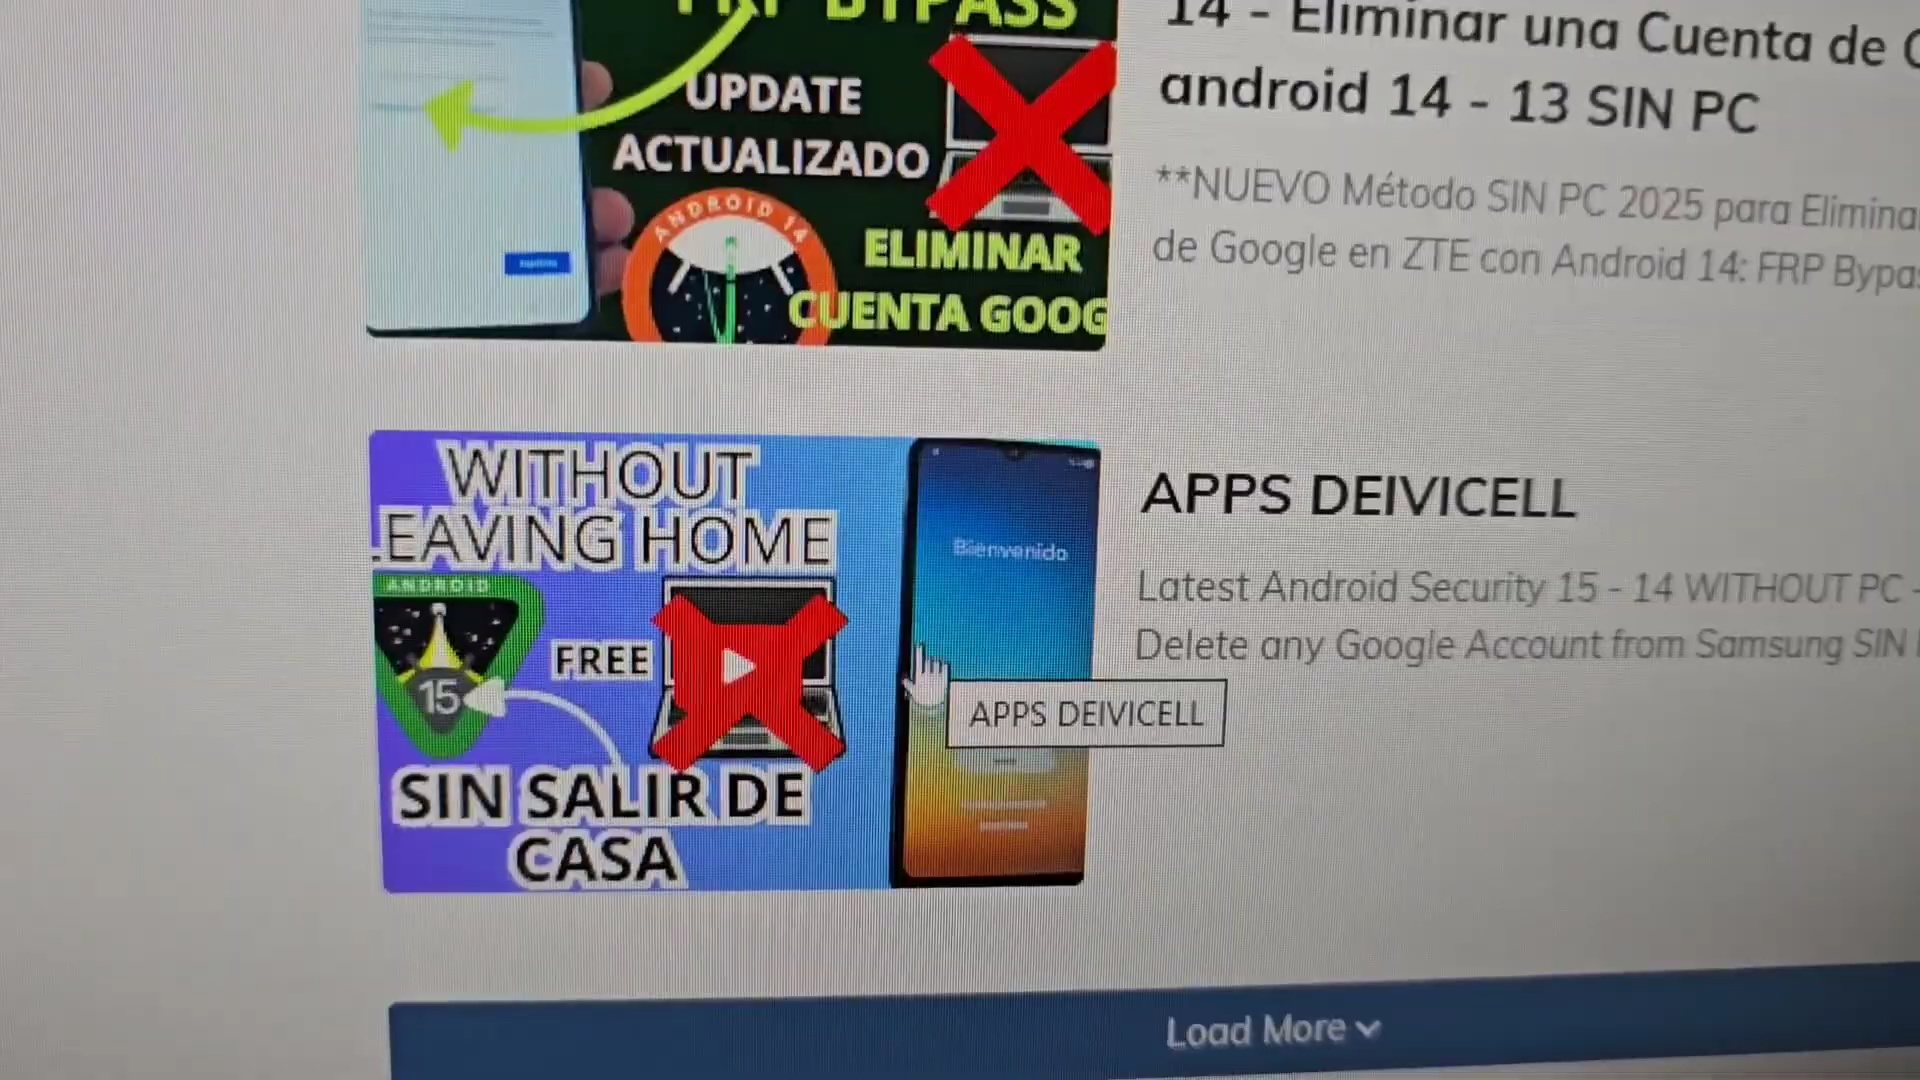 FRP BYPASS
UPDATE
ACTUALIZADO
ANDROID 14
ELIMINAR
CUENTA GOOG
14 - Eliminar una Cuenta de
android 14 - 13 SIN PC
**NUEVO Método SIN PC 2025 para Elimina
de Google en ZTE con Android 14: FRP Bypa
WITHOUT
LEAVING HOME
ANDROID
15
FREE
SIN SALIR DE
CASA
Bienvenido
APPS DEIVICELL
Latest Android Security 15 - 14 WITHOUT PC -
Delete any Google Account from Samsung SIN
APPS DEIVICELL
Load More